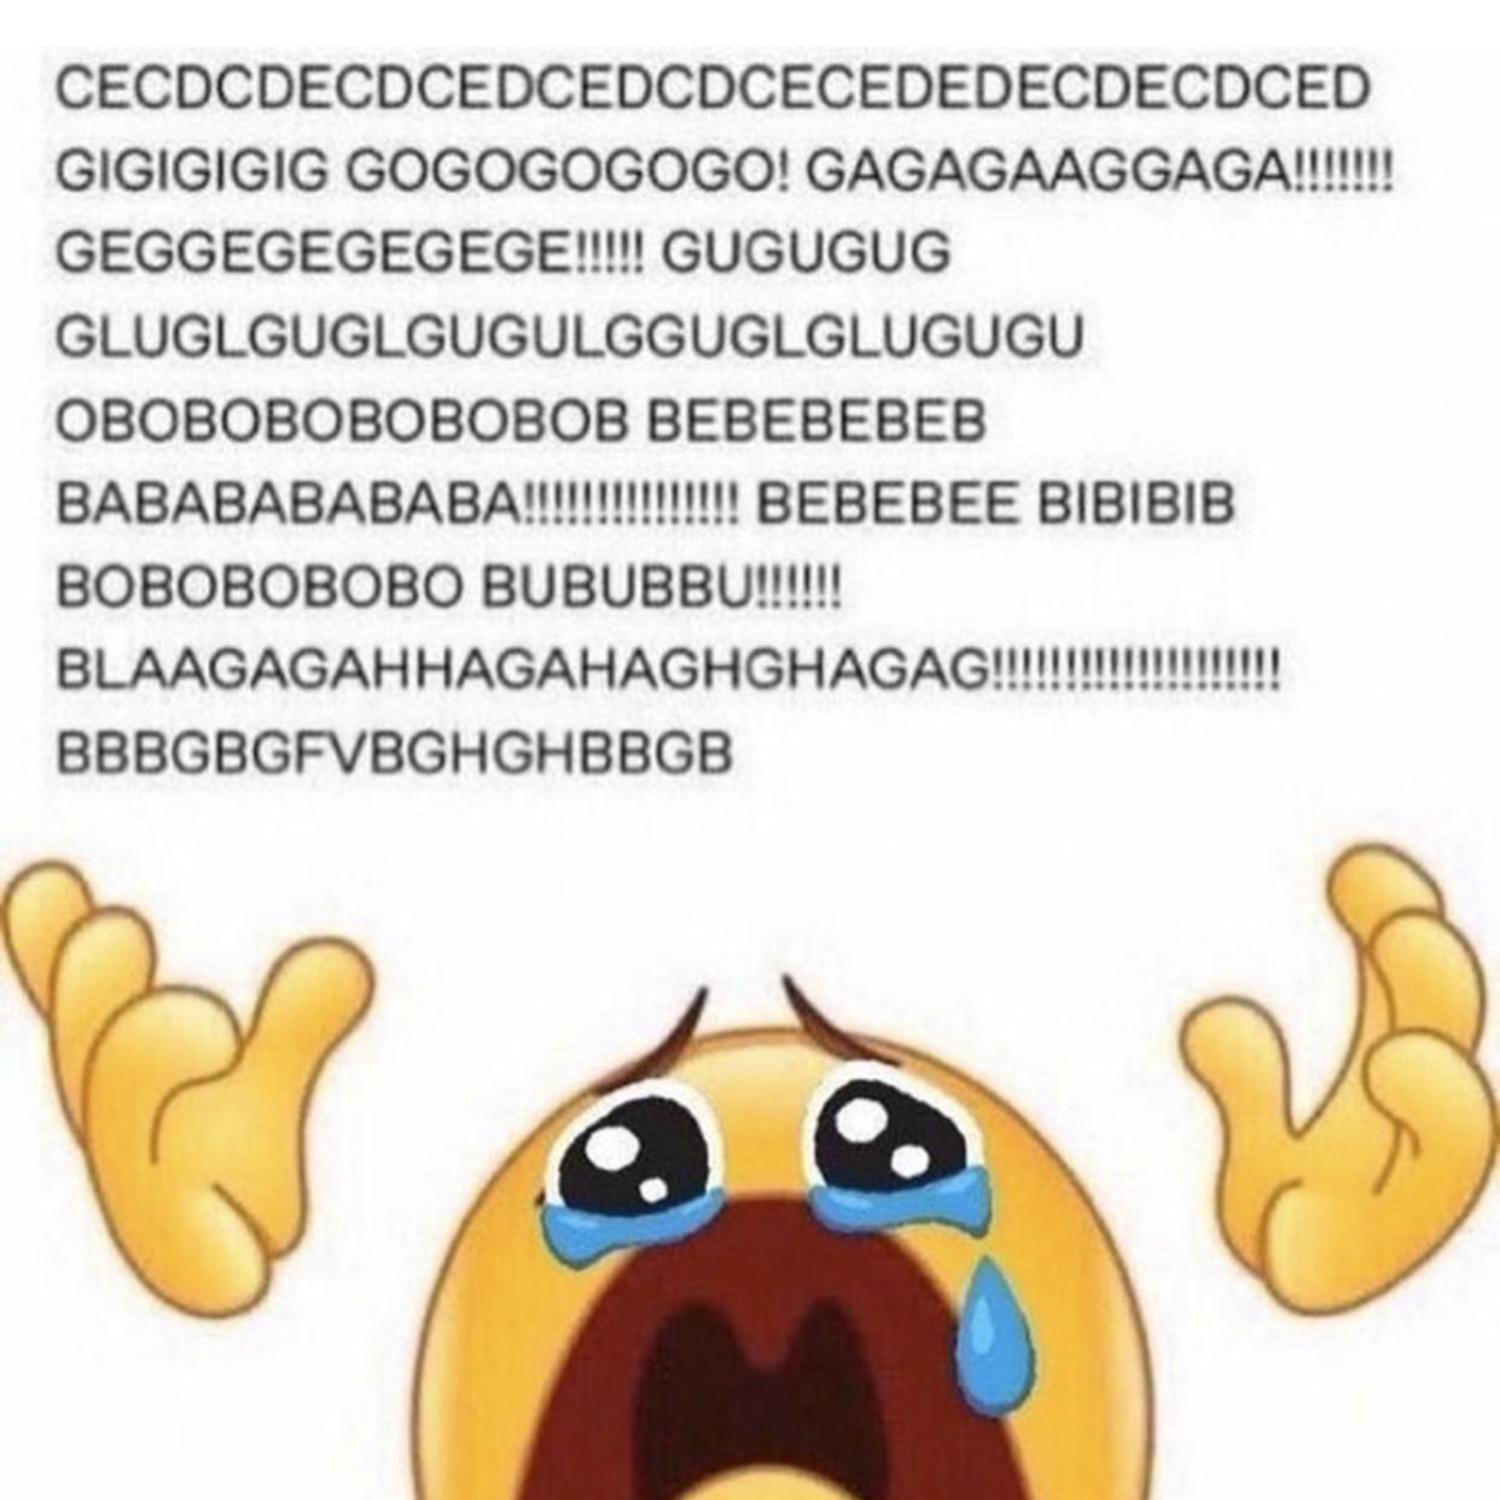 CECDCDECDCEDCEDCDCECEDEDECDECDCED
GIGIGIGIG GOGOGOGOGO! GAGAGAAGGAGA!!!!!!!
GEGGEGEGEGEGE!!!!! GUGUGUG
GLUGLGUGLGUGULGGUGLGLUGUGU
OBOBOBOBOBOBOB BEBEBEBEB
BABABABABABA!!!!!!!!!!!!!!! BEBEBEE BIBIBIB
BOBOBOBOBO BUBUBBU!!!!!!
BLAAGAGAHHAGAHAGHGHAGAG!!!!!!!!!!!!!!!!!!!!
BBBGBGFVBGHGHBBGB